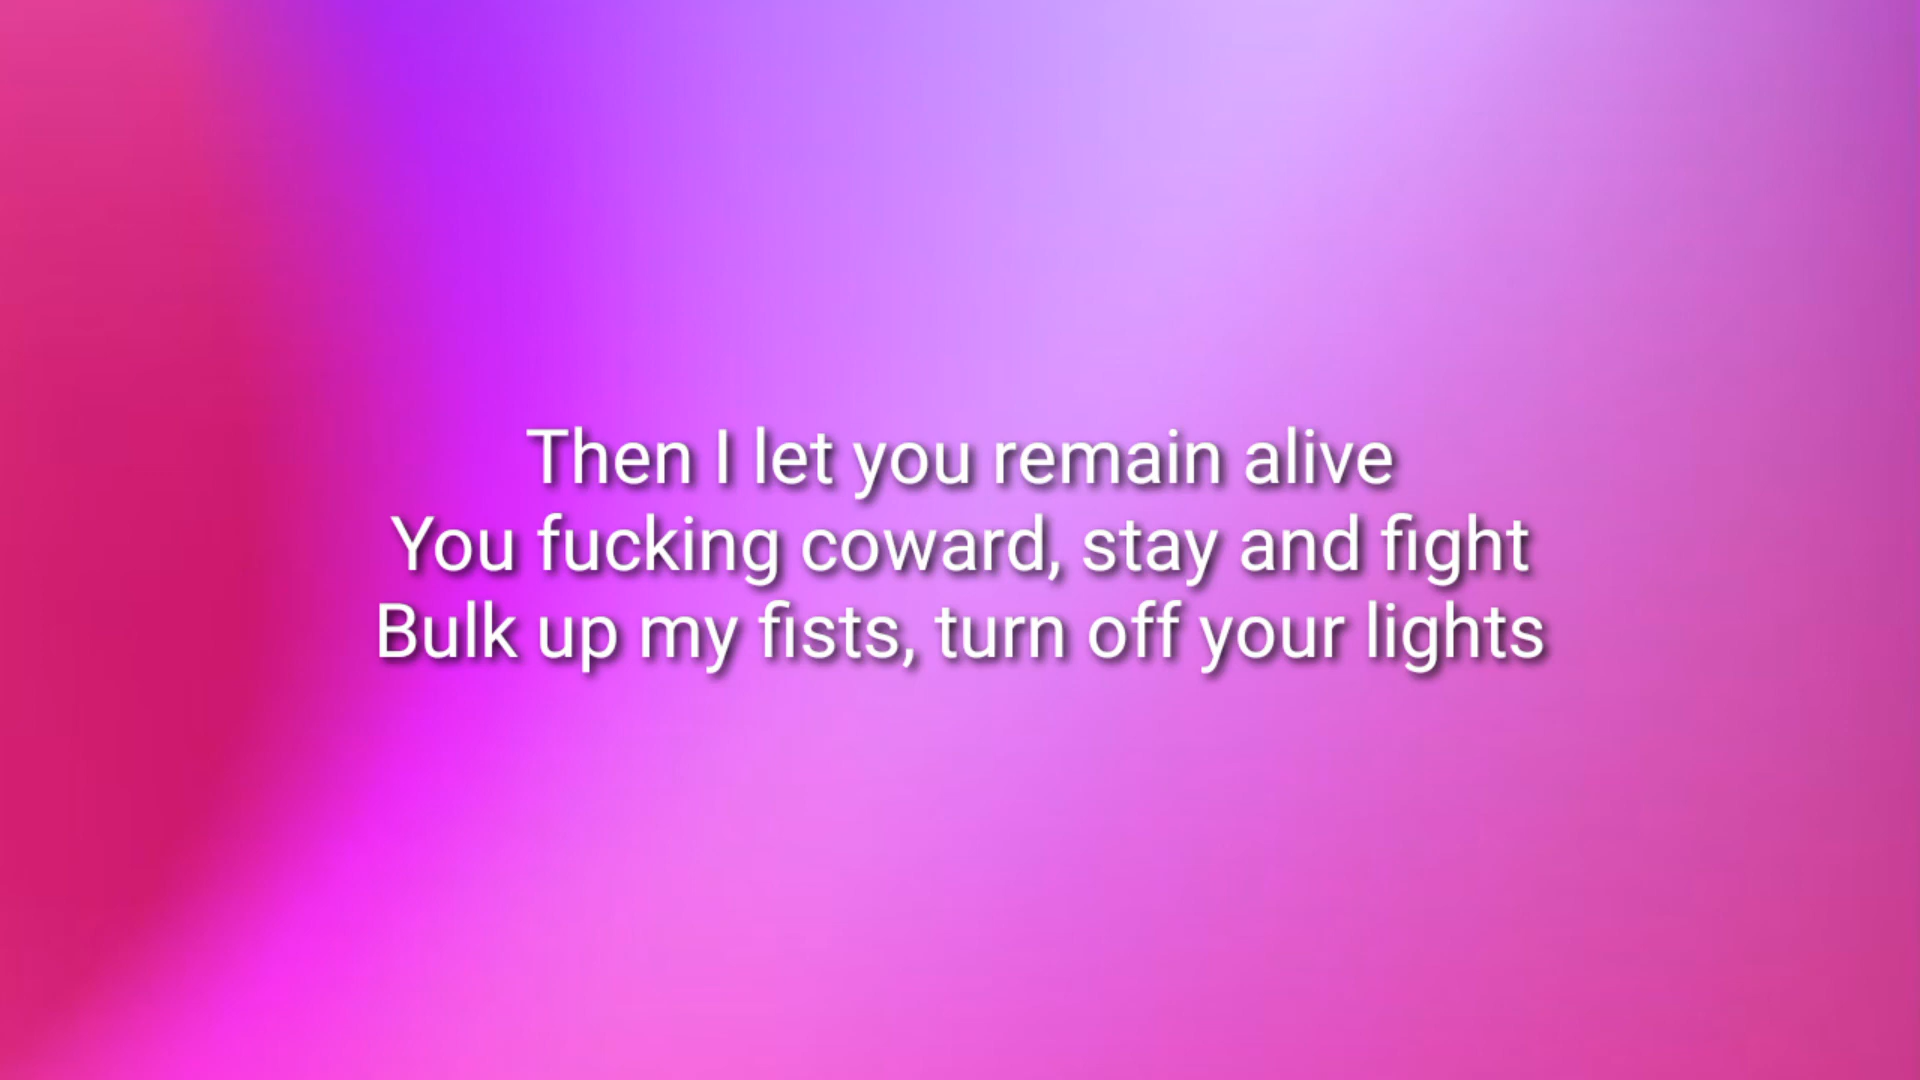 Then I let you remain alive
You fucking coward, stay and fight
Bulk up my fists, turn off your lights